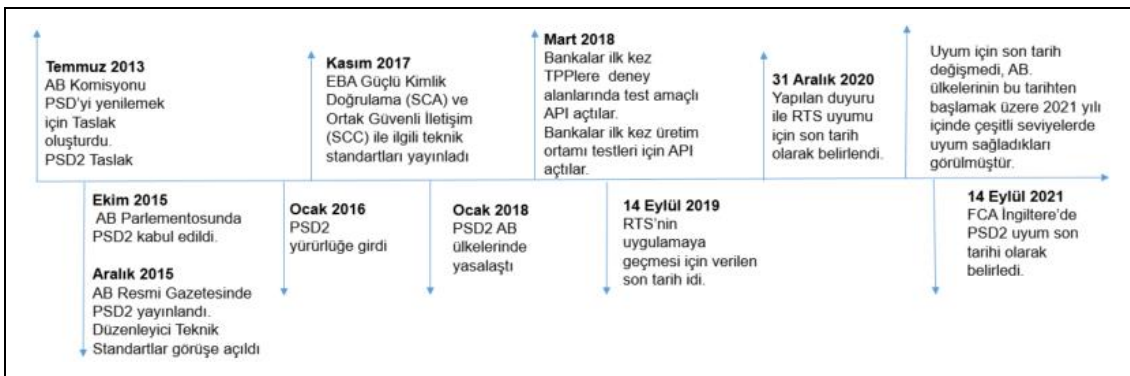 Temmuz 2013
AB Komisyonu
PSD'yi yenilemek
için Taslak
oluşturdu.
PSD2 Taslak
Ekim 2015
AB Parlementosunda
PSD2 kabul edildi.
Aralık 2015
AB Resmi Gazetesinde
PSD2 yayınlandı.
Düzenleyici Teknik
Standartlar görüşe açıldı
Ocak 2016
PSD2
yürürlüğe girdi
Kasım 2017
EBA Güçlü Kimlik
Doğrulama (SCA) ve
Ortak Güvenli İletişim
(SCC) ile ilgili teknik
standartları yayınladı
Ocak 2018
PSD2 AB
ülkelerinde
yasalaştı
Mart 2018
Bankalar ilk kez
TPPlere deney
alanlarında test amaçlı
API açtılar.
Bankalar ilk kez üretim
ortamı testleri için API
açtılar.
14 Eylül 2019
RTS'nin
uygulamaya
geçmesi için verilen
son tarih idi.
31 Aralık 2020
Yapılan duyuru
ile RTS uyumu
için son tarih
olarak belirlendi.
Uyum için son tarih
değişmedi, AB.
ülkelerinin bu tarihten
başlamak üzere 2021 yılı
içinde çeşitli seviyelerde
uyum sağladıkları
görülmüştür.
14 Eylül 2021
FCA İngiltere'de
PSD2 uyum son
tarihi olarak
belirledi.